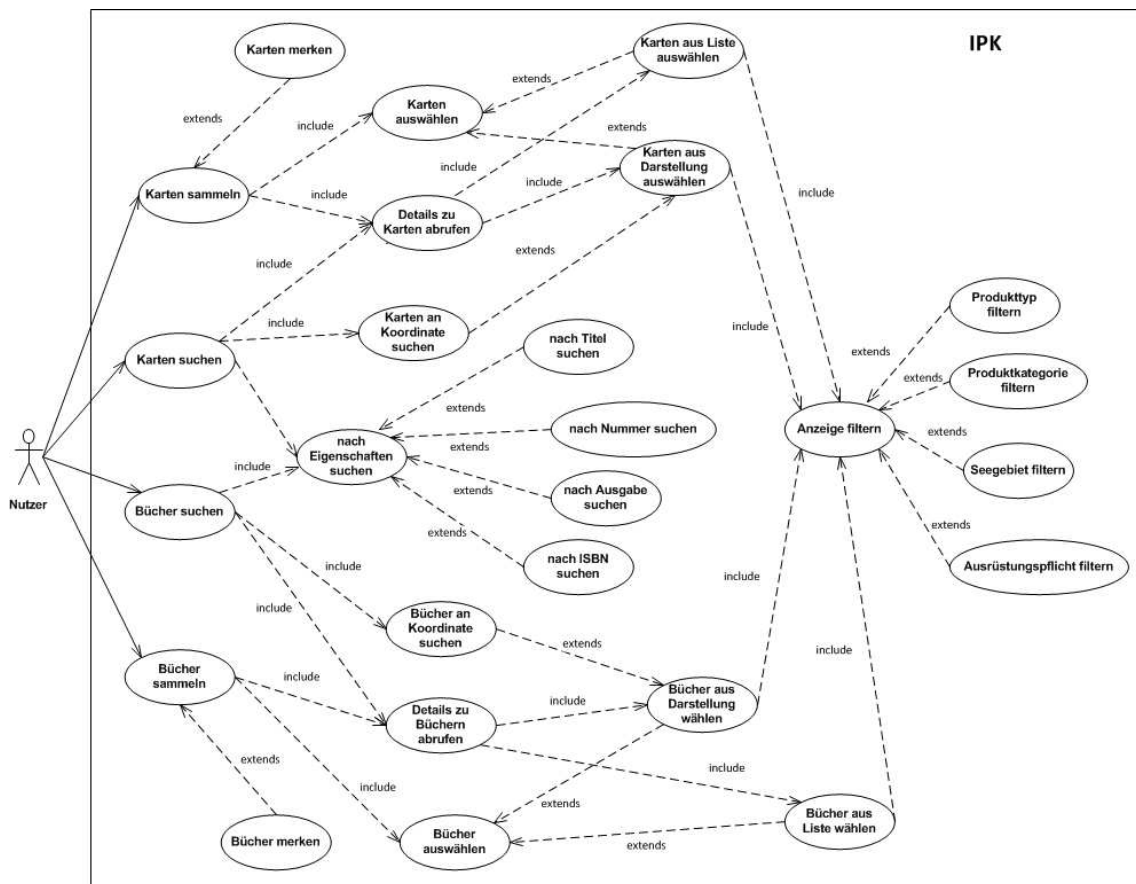 IPK
Karten merken
Karten aus Liste
auswählen
extends
Karten
auswählen
extends
include
extends
Karten aus
Darstellung
auswählen
include
Karten sammeln
include
include
include
Details zu
Karten abrufen
extends
include
Karten an
Koordinate
suchen
include
include
Produkttyp
filtern
nach Titel
suchen
Karten suchen
extends
extends
Produktkategorie
filtern
extends
nach Nummer suchen
Anzeige filtern
nach
Eigenschaften
suchen
extends
extends
Seegebiet filtern
include
nach Ausgabe
suchen
extends
Nutzer
Bücher suchen
extends
extends
nach ISBN
suchen
Ausrüstungspflicht filtern
include
include
include
Bücher an
Koordinate
suchen
extends
include
Bücher
sammeln
include
Bücher aus
Darstellung
wählen
include
Details zu
Büchern
abrufen
extends
include
include
extends
Bücher aus
Liste wählen
Bücher merken
Bücher
auswählen
extends